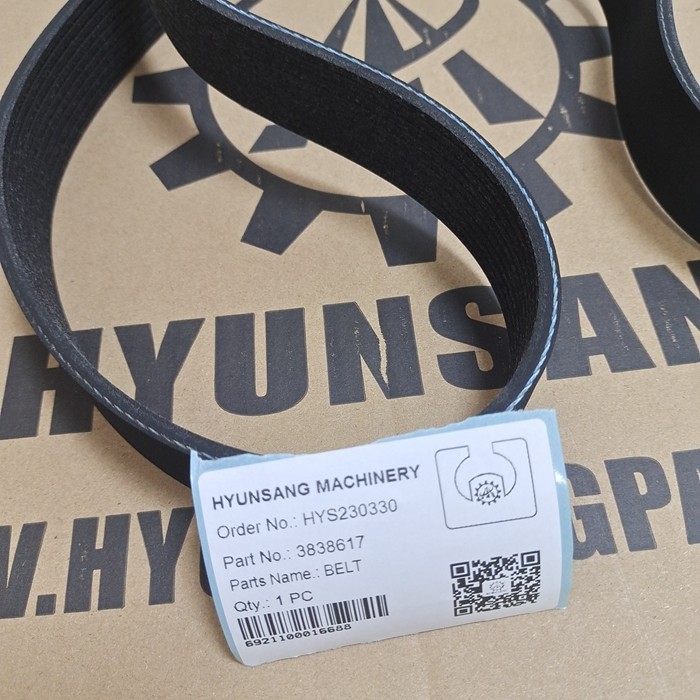 HYUNSAN
W.HY
GP
HYUNSANG MACHINERY
Order No.: HYS230330
Part No.: 3838617
Parts Name.: BELT
Qty.: 1 PC
6921100016688